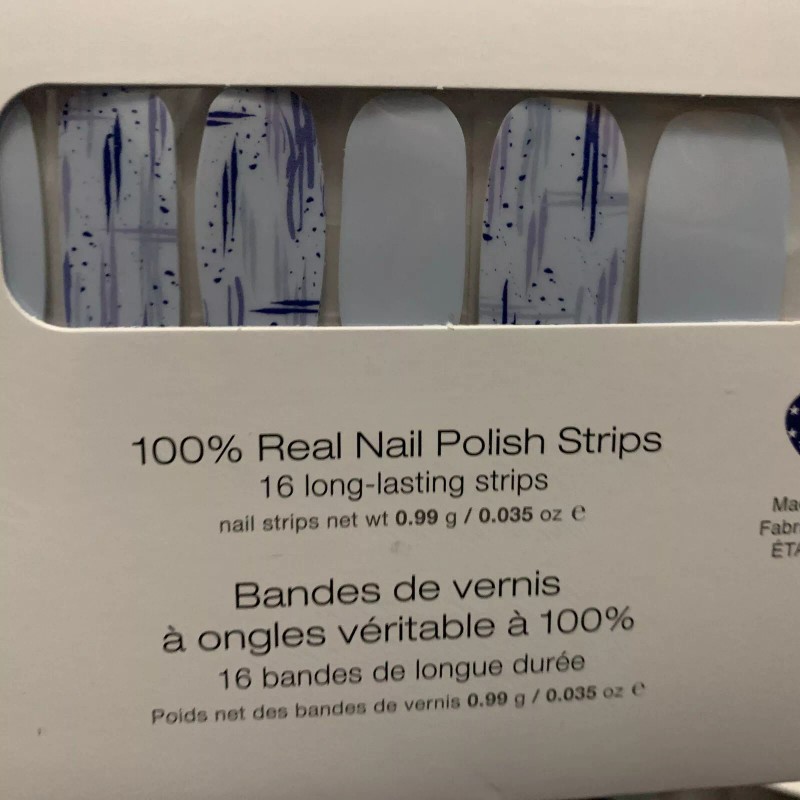 100% Real Nail Polish Strips
16 long-lasting strips
nail strips net wt 0.99 g / 0.035 oz ℮
Bandes de vernis
à ongles véritable à 100%
16 bandes de longue durée
Poids net des bandes de vernis 0.99 g / 0.035 oz ℮